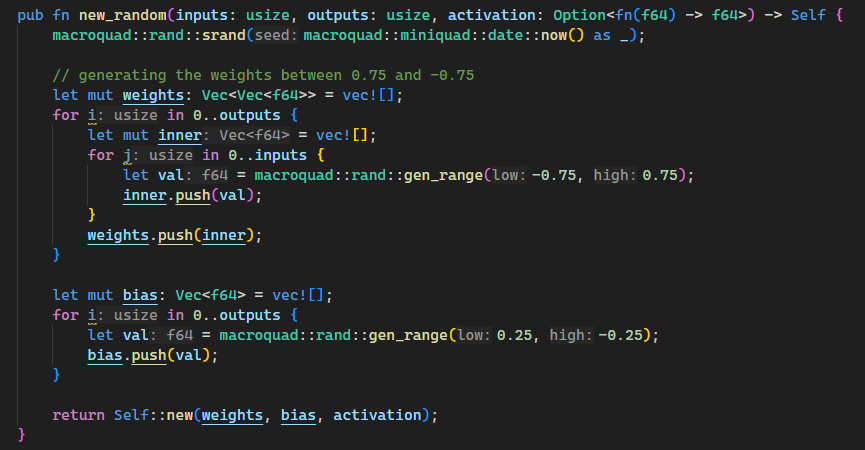 pub fn new_random(inputs: usize, outputs: usize, activation: Option<fn(f64) -> f64>) -> Self {
    macroquad::rand::srand(seed: macroquad::miniquad::date::now() as _);

    // generating the weights between 0.75 and -0.75
    let mut weights: Vec<Vec<f64>> = vec![];
    for i: usize in 0..outputs {
        let mut inner: Vec<f64> = vec![];
        for j: usize in 0..inputs {
            let val: f64 = macroquad::rand::gen_range(low: -0.75, high: 0.75);
            inner.push(val);
        }
        weights.push(inner);
    }

    let mut bias: Vec<f64> = vec![];
    for i: usize in 0..outputs {
        let val: f64 = macroquad::rand::gen_range(low: 0.25, high: -0.25);
        bias.push(val);
    }

    return Self::new(weights, bias, activation);
}